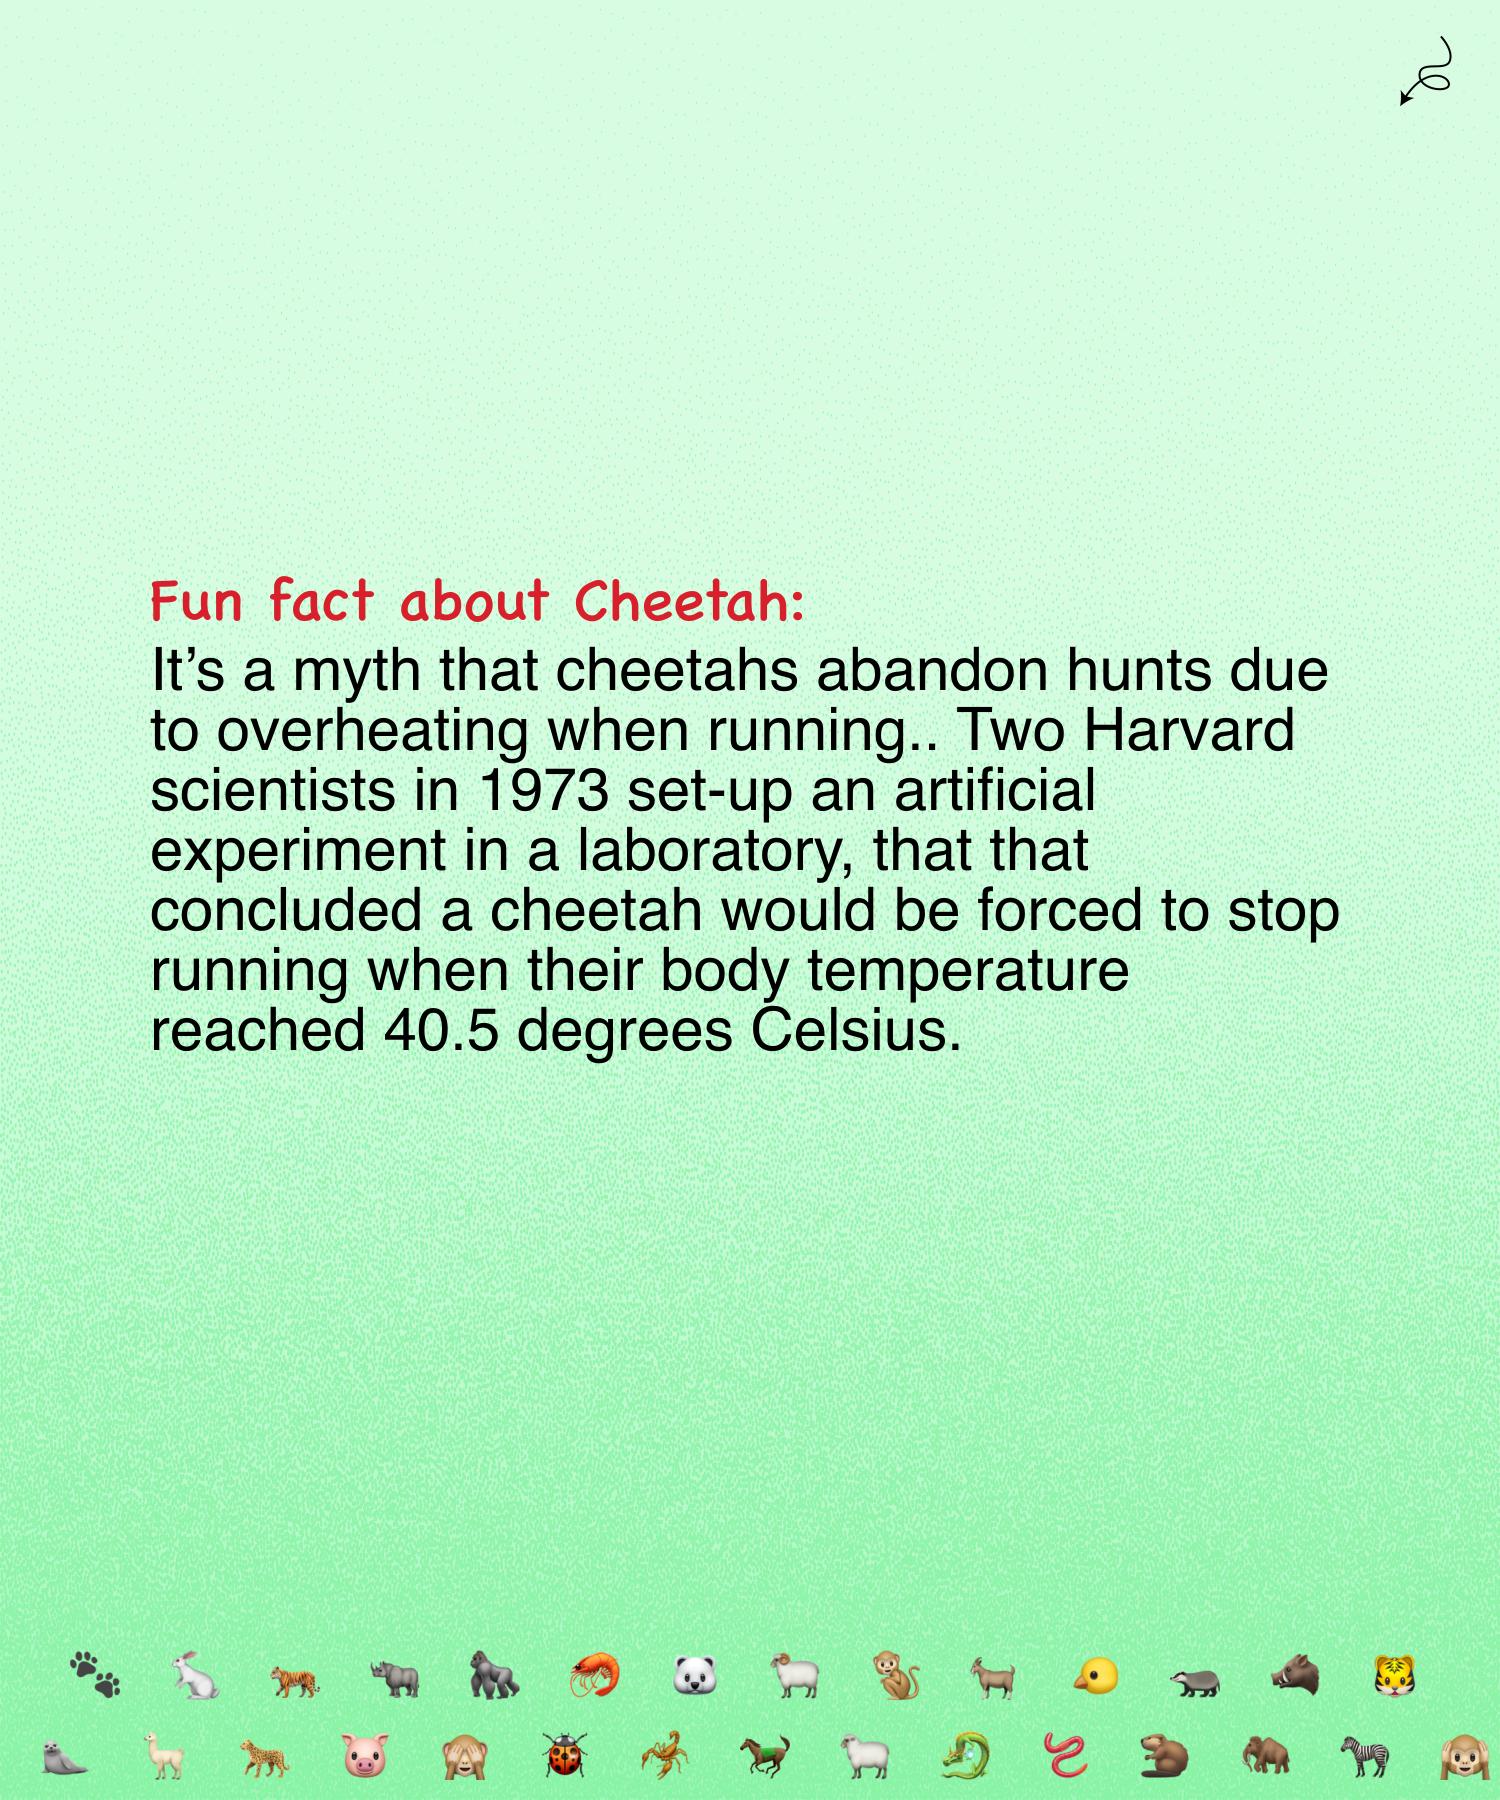 Fun fact about Cheetah:
It’s a myth that cheetahs abandon hunts due
to overheating when running.. Two Harvard
scientists in 1973 set-up an artificial
experiment in a laboratory, that that
concluded a cheetah would be forced to stop
running when their body temperature
reached 40.5 degrees Celsius.